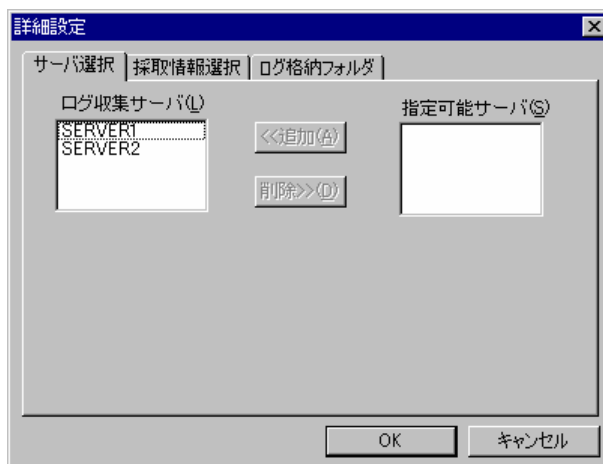 詳細設定
サーバ選択 採取情報選択 ログ格納フォルダ
ログ収集サーバ(L) 指定可能サーバ(S)
SERVER1
SERVER2
<<追加(A)
削除>>(D)
OK キャンセル